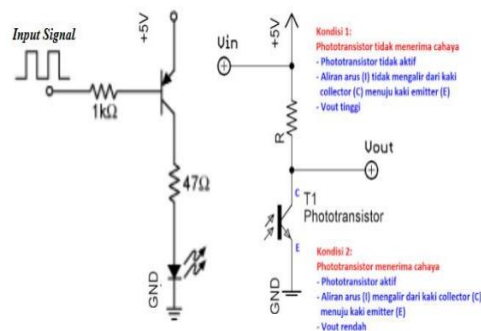 Input Signal
+5V
1kΩ
47Ω
GND
+5V
Vin
R
Vout
C
T1
Phototransistor
E
GND
Kondisi 1:
Phototransistor tidak menerima cahaya
- Phototransistor tidak aktif
- Aliran arus (I) tidak mengalir dari kaki
collector (C) menuju kaki emitter (E)
- Vout tinggi
Kondisi 2:
Phototransistor menerima cahaya
- Phototransistor aktif
- Aliran arus (I) mengalir dari kaki collector (C)
menuju kaki emitter (E)
- Vout rendah